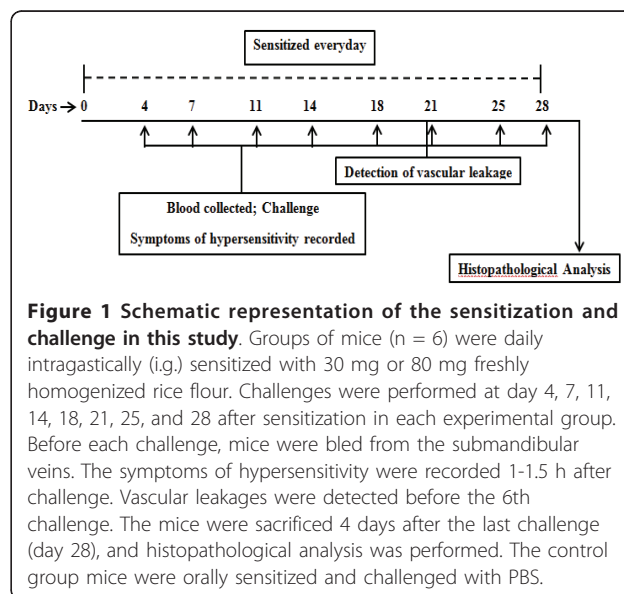 Sensitized everyday
Days → 0 4 7 11 14 18 21 25 28
Detection of vascular leakage
Blood collected; Challenge
Symptoms of hypersensitivity recorded
Histopathological Analysis
Figure 1 Schematic representation of the sensitization and
challenge in this study. Groups of mice (n = 6) were daily
intragastically (i.g.) sensitized with 30 mg or 80 mg freshly
homogenized rice flour. Challenges were performed at day 4, 7, 11,
14, 18, 21, 25, and 28 after sensitization in each experimental group.
Before each challenge, mice were bled from the submandibular
veins. The symptoms of hypersensitivity were recorded 1-1.5 h after
challenge. Vascular leakages were detected before the 6th
challenge. The mice were sacrificed 4 days after the last challenge
(day 28), and histopathological analysis was performed. The control
group mice were orally sensitized and challenged with PBS.